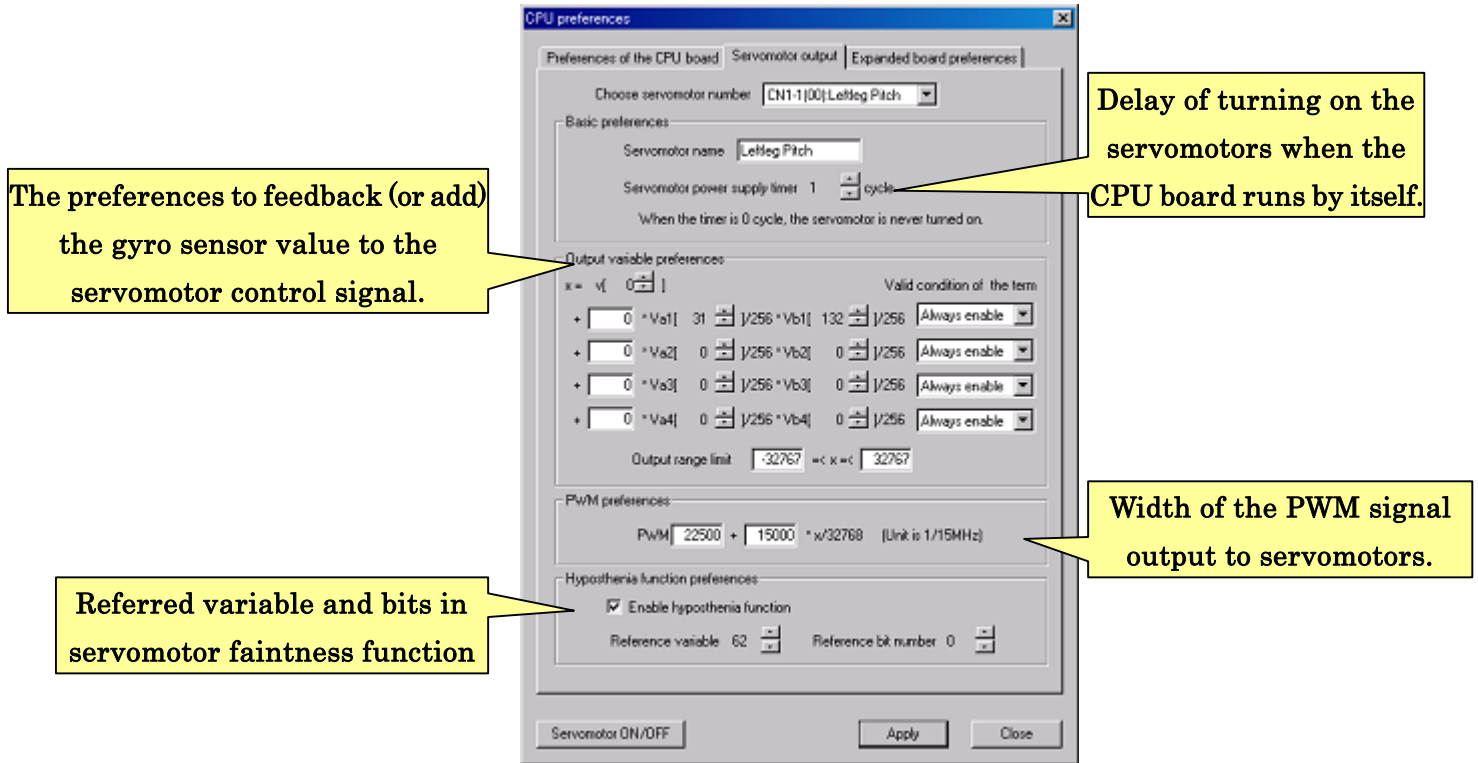 CPU preferences
Preferences of the CPU board Servomotor output Expanded board preferences
Choose servomotor number CN1-1[00]:Leftleg Pitch
Basic preferences
Servomotor name Leftleg Pitch
Servomotor power supply timer 1 cycle
When the timer is 0 cycle, the servomotor is never turned on.
Output variable preferences
x = v[ 0 ] Valid condition of the term
+ 0 * Va1[ 31 ]/256 * Vb1[ 132 ]/256 Always enable
+ 0 * Va2[ 0 ]/256 * Vb2[ 0 ]/256 Always enable
+ 0 * Va3[ 0 ]/256 * Vb3[ 0 ]/256 Always enable
+ 0 * Va4[ 0 ]/256 * Vb4[ 0 ]/256 Always enable
Output range limit -32767 =< x =< 32767
PWM preferences
PWM 22500 + 15000 * x/32768 (Unit is 1/15MHz)
Hyposthenia function preferences
Enable hyposthenia function
Reference variable 62 Reference bit number 0
Servomotor ON/OFF Apply Close
The preferences to feedback (or add)
the gyro sensor value to the
servomotor control signal.
Delay of turning on the
servomotors when the
CPU board runs by itself.
Width of the PWM signal
output to servomotors.
Referred variable and bits in
servomotor faintness function